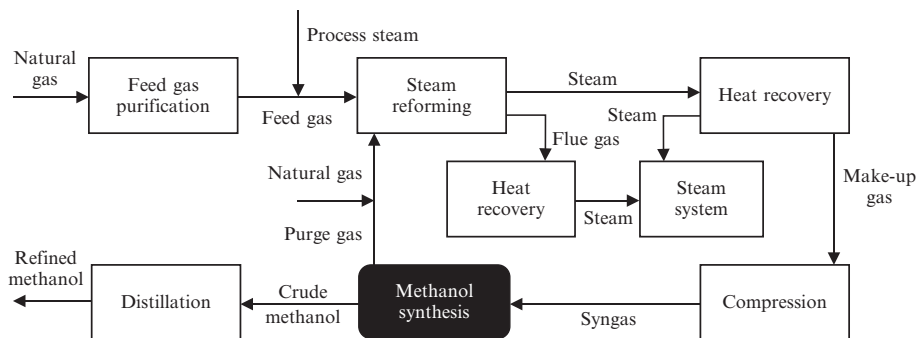 Process steam
Natural
gas
Feed gas
purification
Feed gas
Steam
reforming
Steam
Heat recovery
Steam
Flue gas
Natural gas
Heat
recovery
Steam
Steam
system
Make-up
gas
Purge gas
Refined
methanol
Distillation
Crude
methanol
Methanol
synthesis
Syngas
Compression